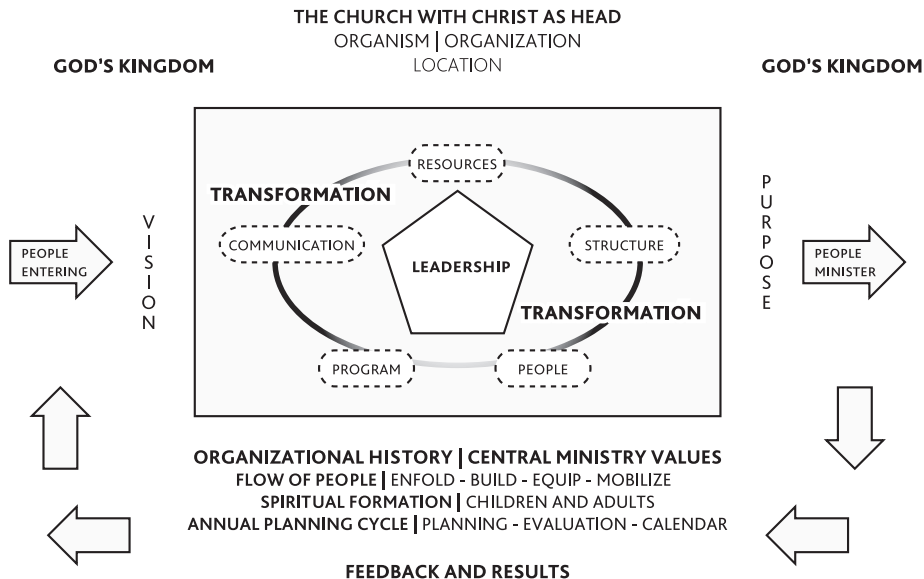 THE CHURCH WITH CHRIST AS HEAD
ORGANISM | ORGANIZATION
LOCATION
GOD'S KINGDOM
GOD'S KINGDOM
RESOURCES
TRANSFORMATION
COMMUNICATION
STRUCTURE
LEADERSHIP
TRANSFORMATION
PROGRAM
PEOPLE
PEOPLE
ENTERING
VISION
PURPOSE
PEOPLE
MINISTER
ORGANIZATIONAL HISTORY | CENTRAL MINISTRY VALUES
FLOW OF PEOPLE | ENFOLD - BUILD - EQUIP - MOBILIZE
SPIRITUAL FORMATION | CHILDREN AND ADULTS
ANNUAL PLANNING CYCLE | PLANNING - EVALUATION - CALENDAR
FEEDBACK AND RESULTS